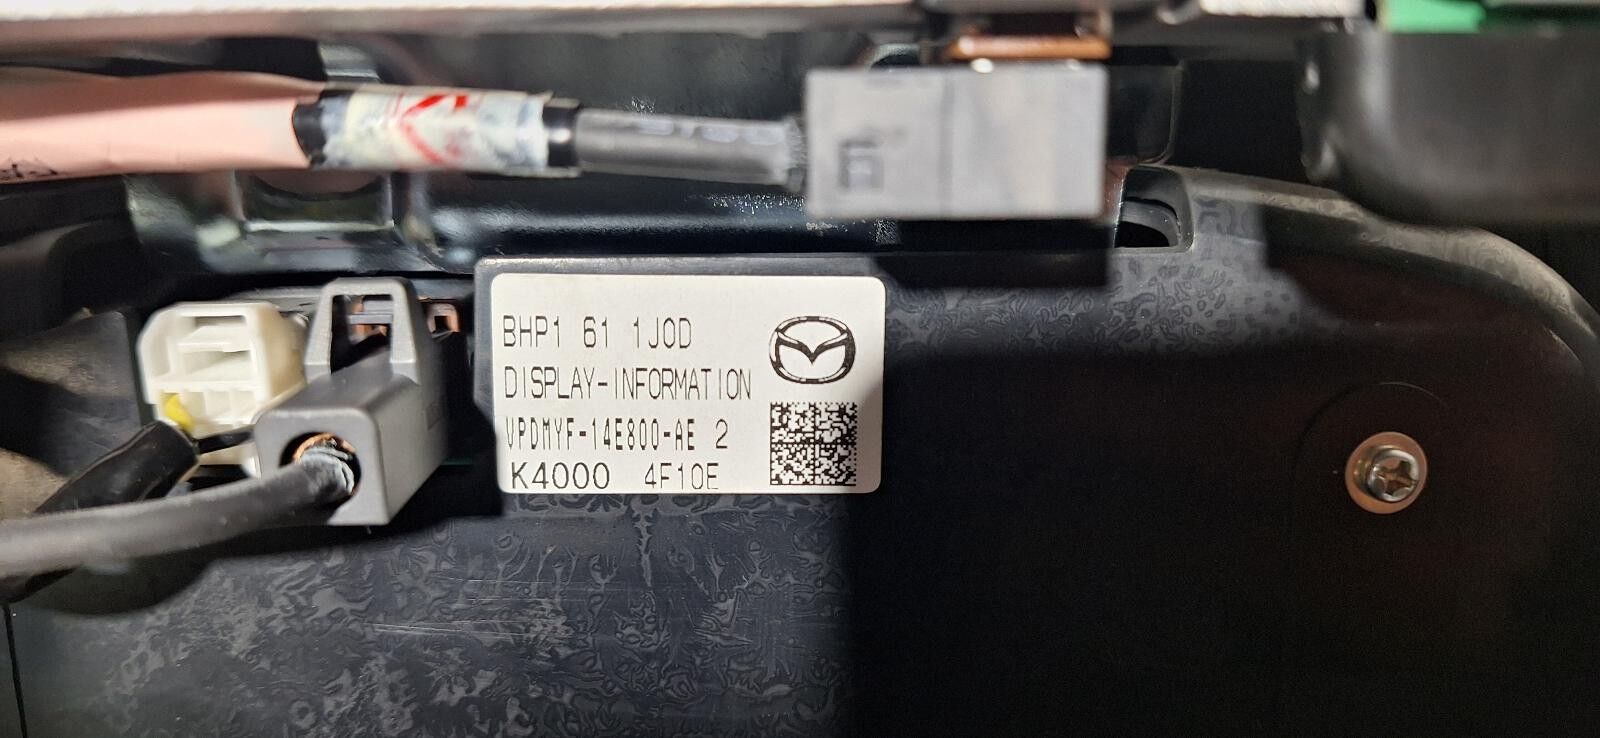 BHP1 61 1J0D
DISPLAY-INFORMATION
VPDMYF-14E800-AE 2
K4000 4F10E